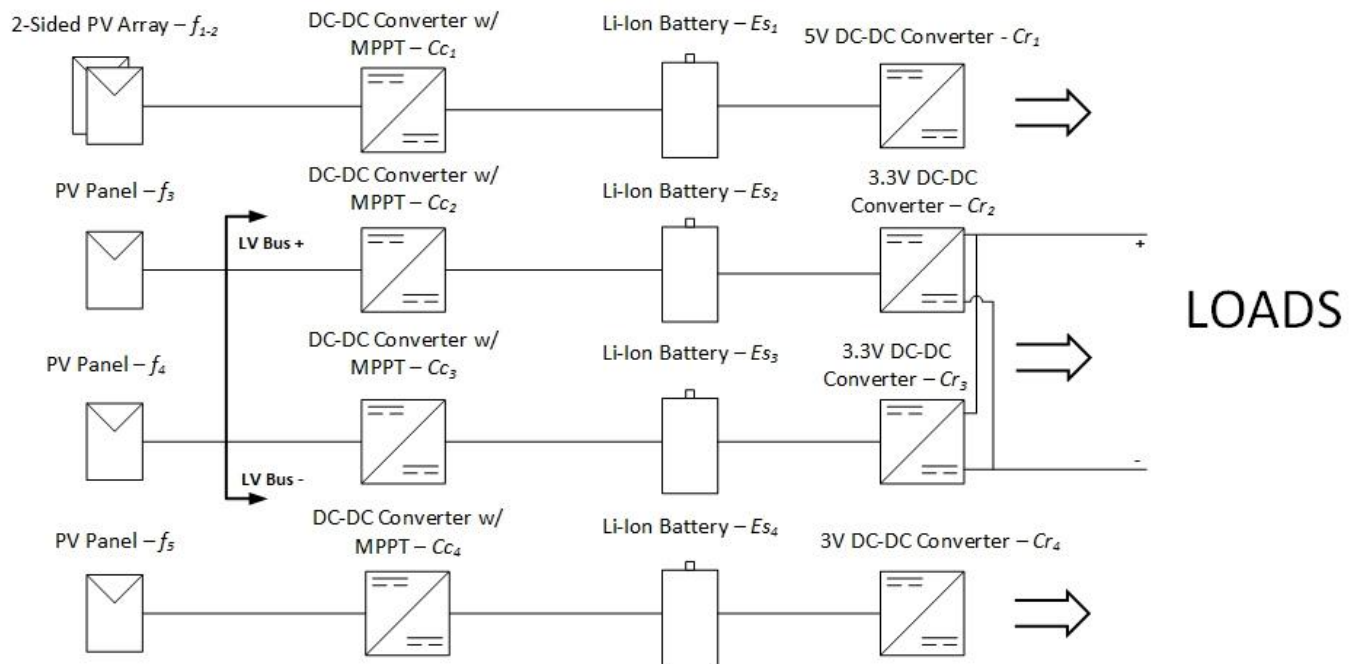 2-Sided PV Array – f1-2
DC-DC Converter w/
MPPT – Cc1
Li-Ion Battery – Es1
5V DC-DC Converter - Cr1
PV Panel – f3
DC-DC Converter w/
MPPT – Cc2
Li-Ion Battery – Es2
3.3V DC-DC
Converter – Cr2
LV Bus +
+
LOADS
PV Panel – f4
DC-DC Converter w/
MPPT – Cc3
Li-Ion Battery – Es3
3.3V DC-DC
Converter – Cr3
LV Bus -
-
PV Panel – f5
DC-DC Converter w/
MPPT – Cc4
Li-Ion Battery – Es4
3V DC-DC Converter – Cr4